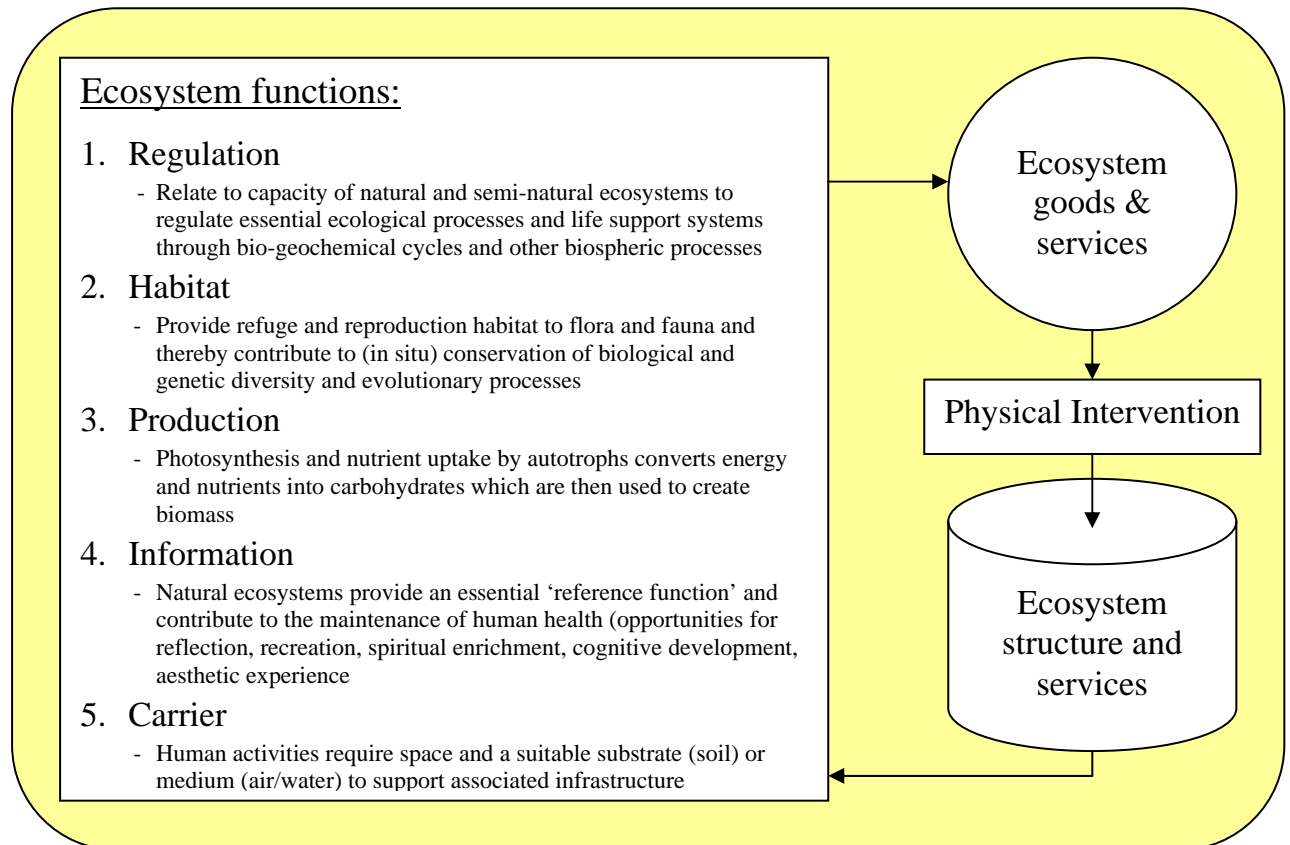 Ecosystem functions:
1. Regulation
- Relate to capacity of natural and semi-natural ecosystems to
regulate essential ecological processes and life support systems
through bio-geochemical cycles and other biospheric processes
2. Habitat
- Provide refuge and reproduction habitat to flora and fauna and
thereby contribute to (in situ) conservation of biological and
genetic diversity and evolutionary processes
3. Production
- Photosynthesis and nutrient uptake by autotrophs converts energy
and nutrients into carbohydrates which are then used to create
biomass
4. Information
- Natural ecosystems provide an essential ‘reference function’ and
contribute to the maintenance of human health (opportunities for
reflection, recreation, spiritual enrichment, cognitive development,
aesthetic experience
5. Carrier
- Human activities require space and a suitable substrate (soil) or
medium (air/water) to support associated infrastructure
Ecosystem
goods &
services
Physical Intervention
Ecosystem
structure and
services